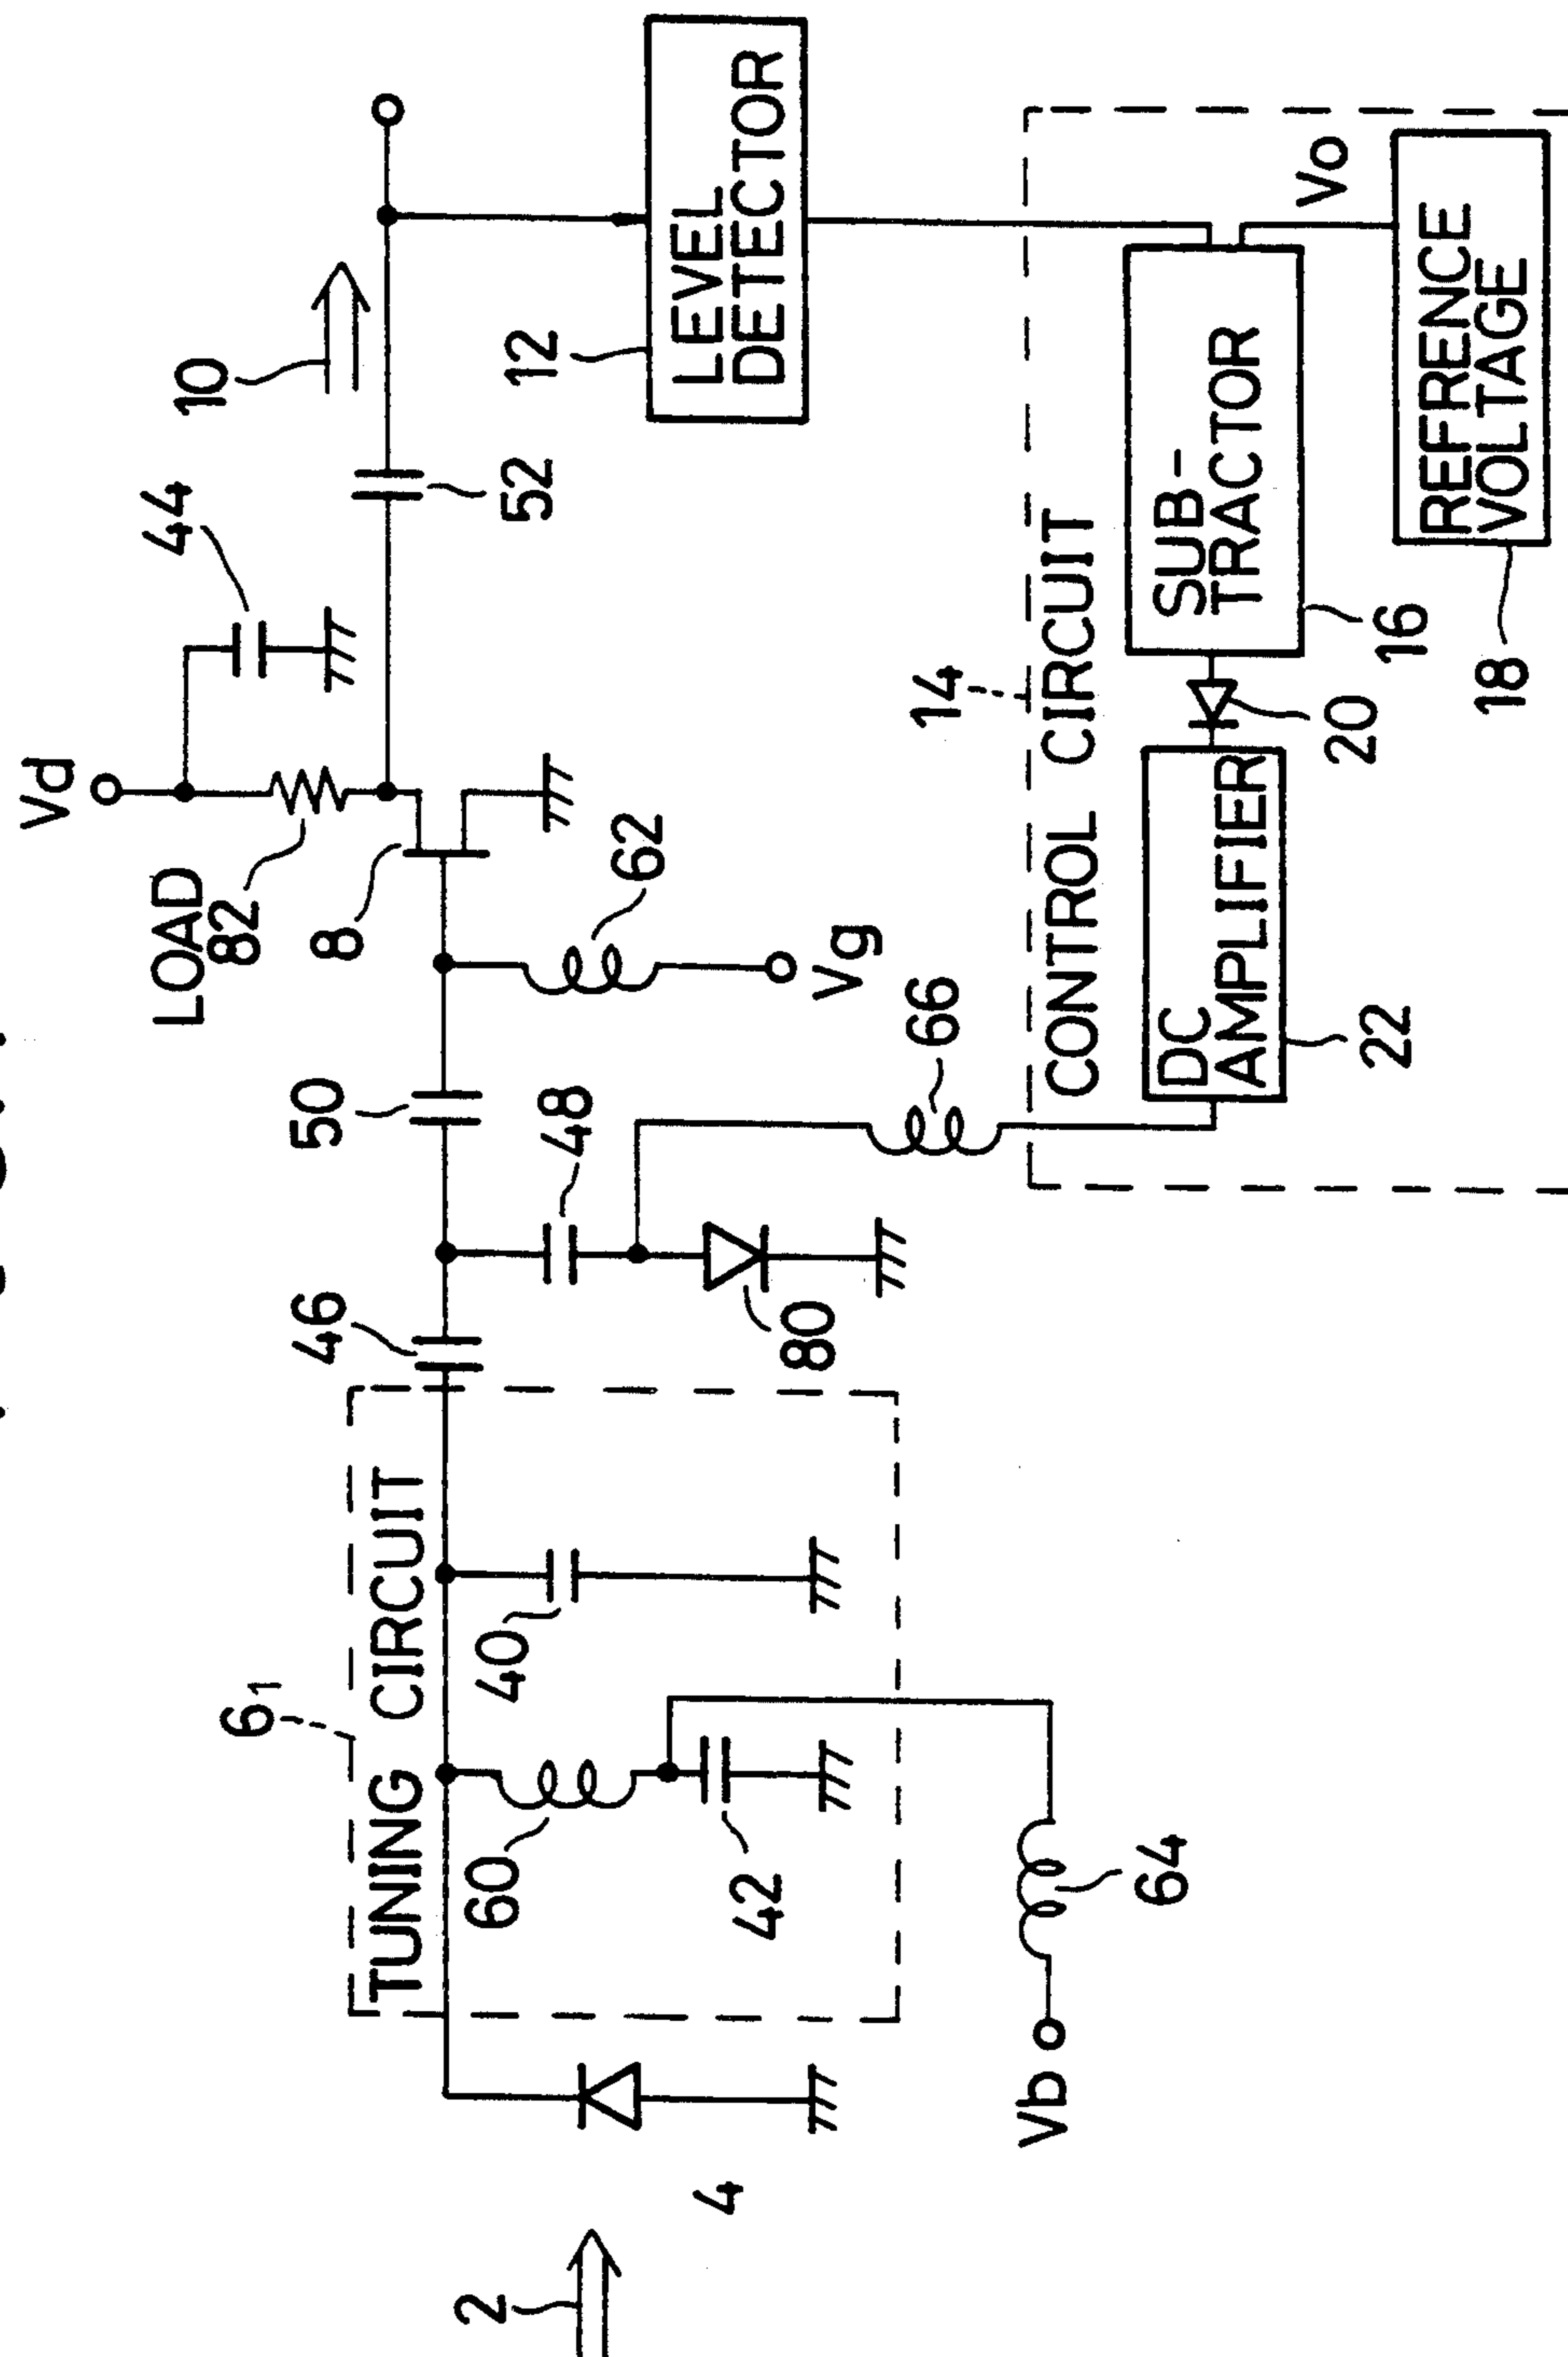 Vd
LOAD
82
44
10
8
52
50
62
12
LEVEL
DETECTOR
46
48
Vg
66
6₁
TUNING CIRCUIT
40
60
42
80
14
CONTROL CIRCUIT
DC
AMPLIFIER
22
SUB-
TRACTOR
20
16
Vo
REFRENCE
VOLTAGE
18
2
4
Vb
64